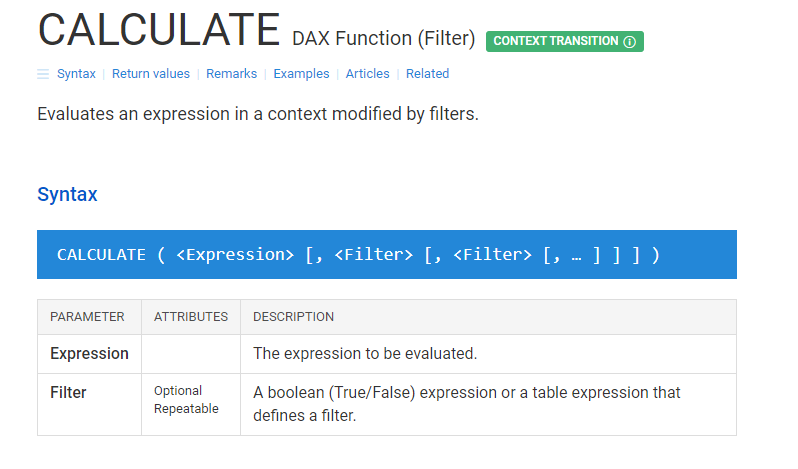 CALCULATE DAX Function (Filter) CONTEXT TRANSITION
Syntax | Return values | Remarks | Examples | Articles | Related
Evaluates an expression in a context modified by filters.
Syntax
CALCULATE ( <Expression> [, <Filter> [, <Filter> [, … ] ] ] )
PARAMETER ATTRIBUTES DESCRIPTION
Expression The expression to be evaluated.
Filter Optional A boolean (True/False) expression or a table expression that
Repeatable defines a filter.